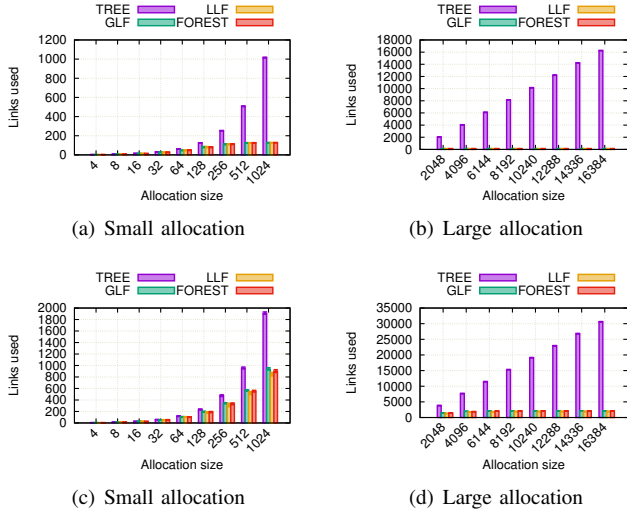 TREE LLF
GLF FOREST
1200
1000
800
600
400
200
0
Links used
4 8 16 32 64 128 256 512 1024
Allocation size
(a) Small allocation
TREE LLF
GLF FOREST
18000
16000
14000
12000
10000
8000
6000
4000
2000
0
Links used
2048 4096 6144 8192 10240 12288 14336 16384
Allocation size
(b) Large allocation
TREE LLF
GLF FOREST
2000
1800
1600
1400
1200
1000
800
600
400
200
0
Links used
4 8 16 32 64 128 256 512 1024
Allocation size
(c) Small allocation
TREE LLF
GLF FOREST
35000
30000
25000
20000
15000
10000
5000
0
Links used
2048 4096 6144 8192 10240 12288 14336 16384
Allocation size
(d) Large allocation